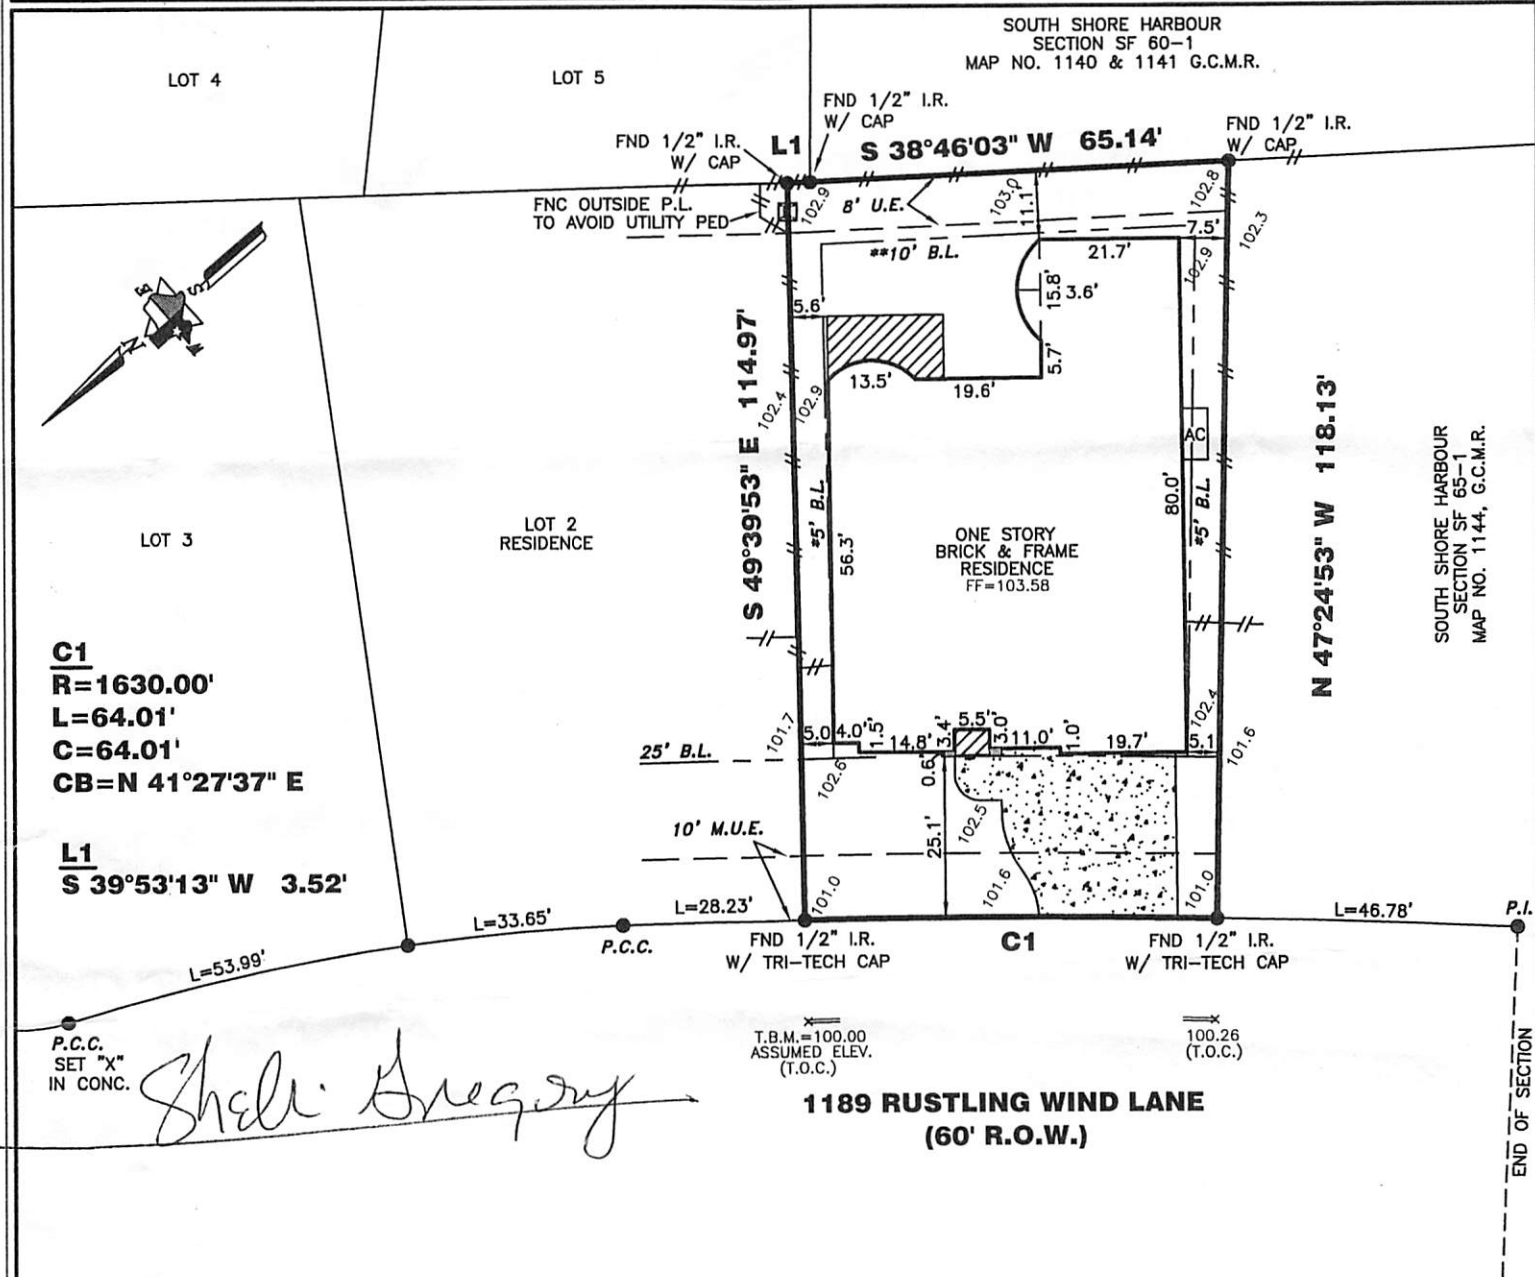 SOUTH SHORE HARBOUR
SECTION SF 60-1
MAP NO. 1140 & 1141 G.C.M.R.
LOT 4
LOT 5
FND 1/2" I.R.
W/ CAP
L1
FND 1/2" I.R.
W/ CAP
S 38°46'03" W 65.14'
FND 1/2" I.R.
W/ CAP
FNC OUTSIDE P.L.
TO AVOID UTILITY PED
102.9
8' U.E.
103.0
11.1'
102.8
7.5'
102.3
**10' B.L.
21.7'
102.9
E
S
N
W
5.6'
15.8'
3.6'
5.7'
13.5'
19.6'
S 49°39'53" E 114.97'
102.4
102.9
AC
80.0'
*5' B.L.
*5' B.L.
56.3'
N 47°24'53" W 118.13'
SOUTH SHORE HARBOUR
SECTION SF 65-1
MAP NO. 1144, G.C.M.R.
LOT 3
LOT 2
RESIDENCE
ONE STORY
BRICK & FRAME
RESIDENCE
FF=103.58
C1
R=1630.00'
L=64.01'
C=64.01'
CB=N 41°27'37" E
L1
S 39°53'13" W 3.52'
101.7
5.0
4.0'
1.5'
14.8'
3.4'
5.5'
3.0'
11.0'
1.0'
19.7'
5.1
102.4
101.6
25' B.L.
102.6
0.6'
25.1'
102.5
10' M.U.E.
101.0
101.6
101.0
L=53.99'
L=33.65'
P.C.C.
L=28.23'
FND 1/2" I.R.
W/ TRI-TECH CAP
C1
FND 1/2" I.R.
W/ TRI-TECH CAP
L=46.78'
P.I.
P.C.C.
SET "X"
IN CONC.
Sheli Gregory
T.B.M.=100.00
ASSUMED ELEV.
(T.O.C.)
100.26
(T.O.C.)
1189 RUSTLING WIND LANE
(60' R.O.W.)
END OF SECTION